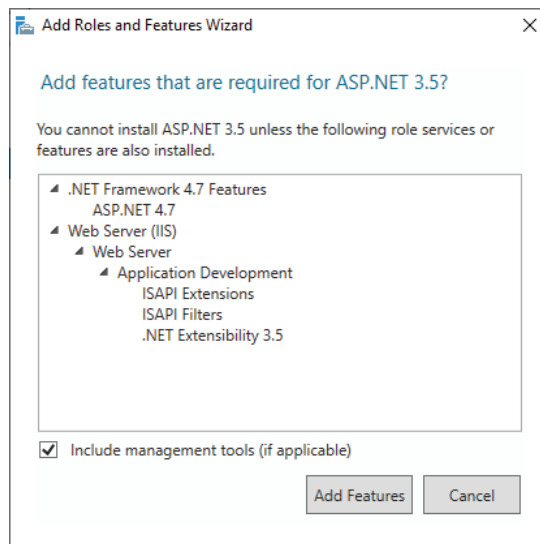 Add Roles and Features Wizard
Add features that are required for ASP.NET 3.5?
You cannot install ASP.NET 3.5 unless the following role services or
features are also installed.
.NET Framework 4.7 Features
ASP.NET 4.7
Web Server (IIS)
Web Server
Application Development
ISAPI Extensions
ISAPI Filters
.NET Extensibility 3.5
Include management tools (if applicable)
Add Features
Cancel